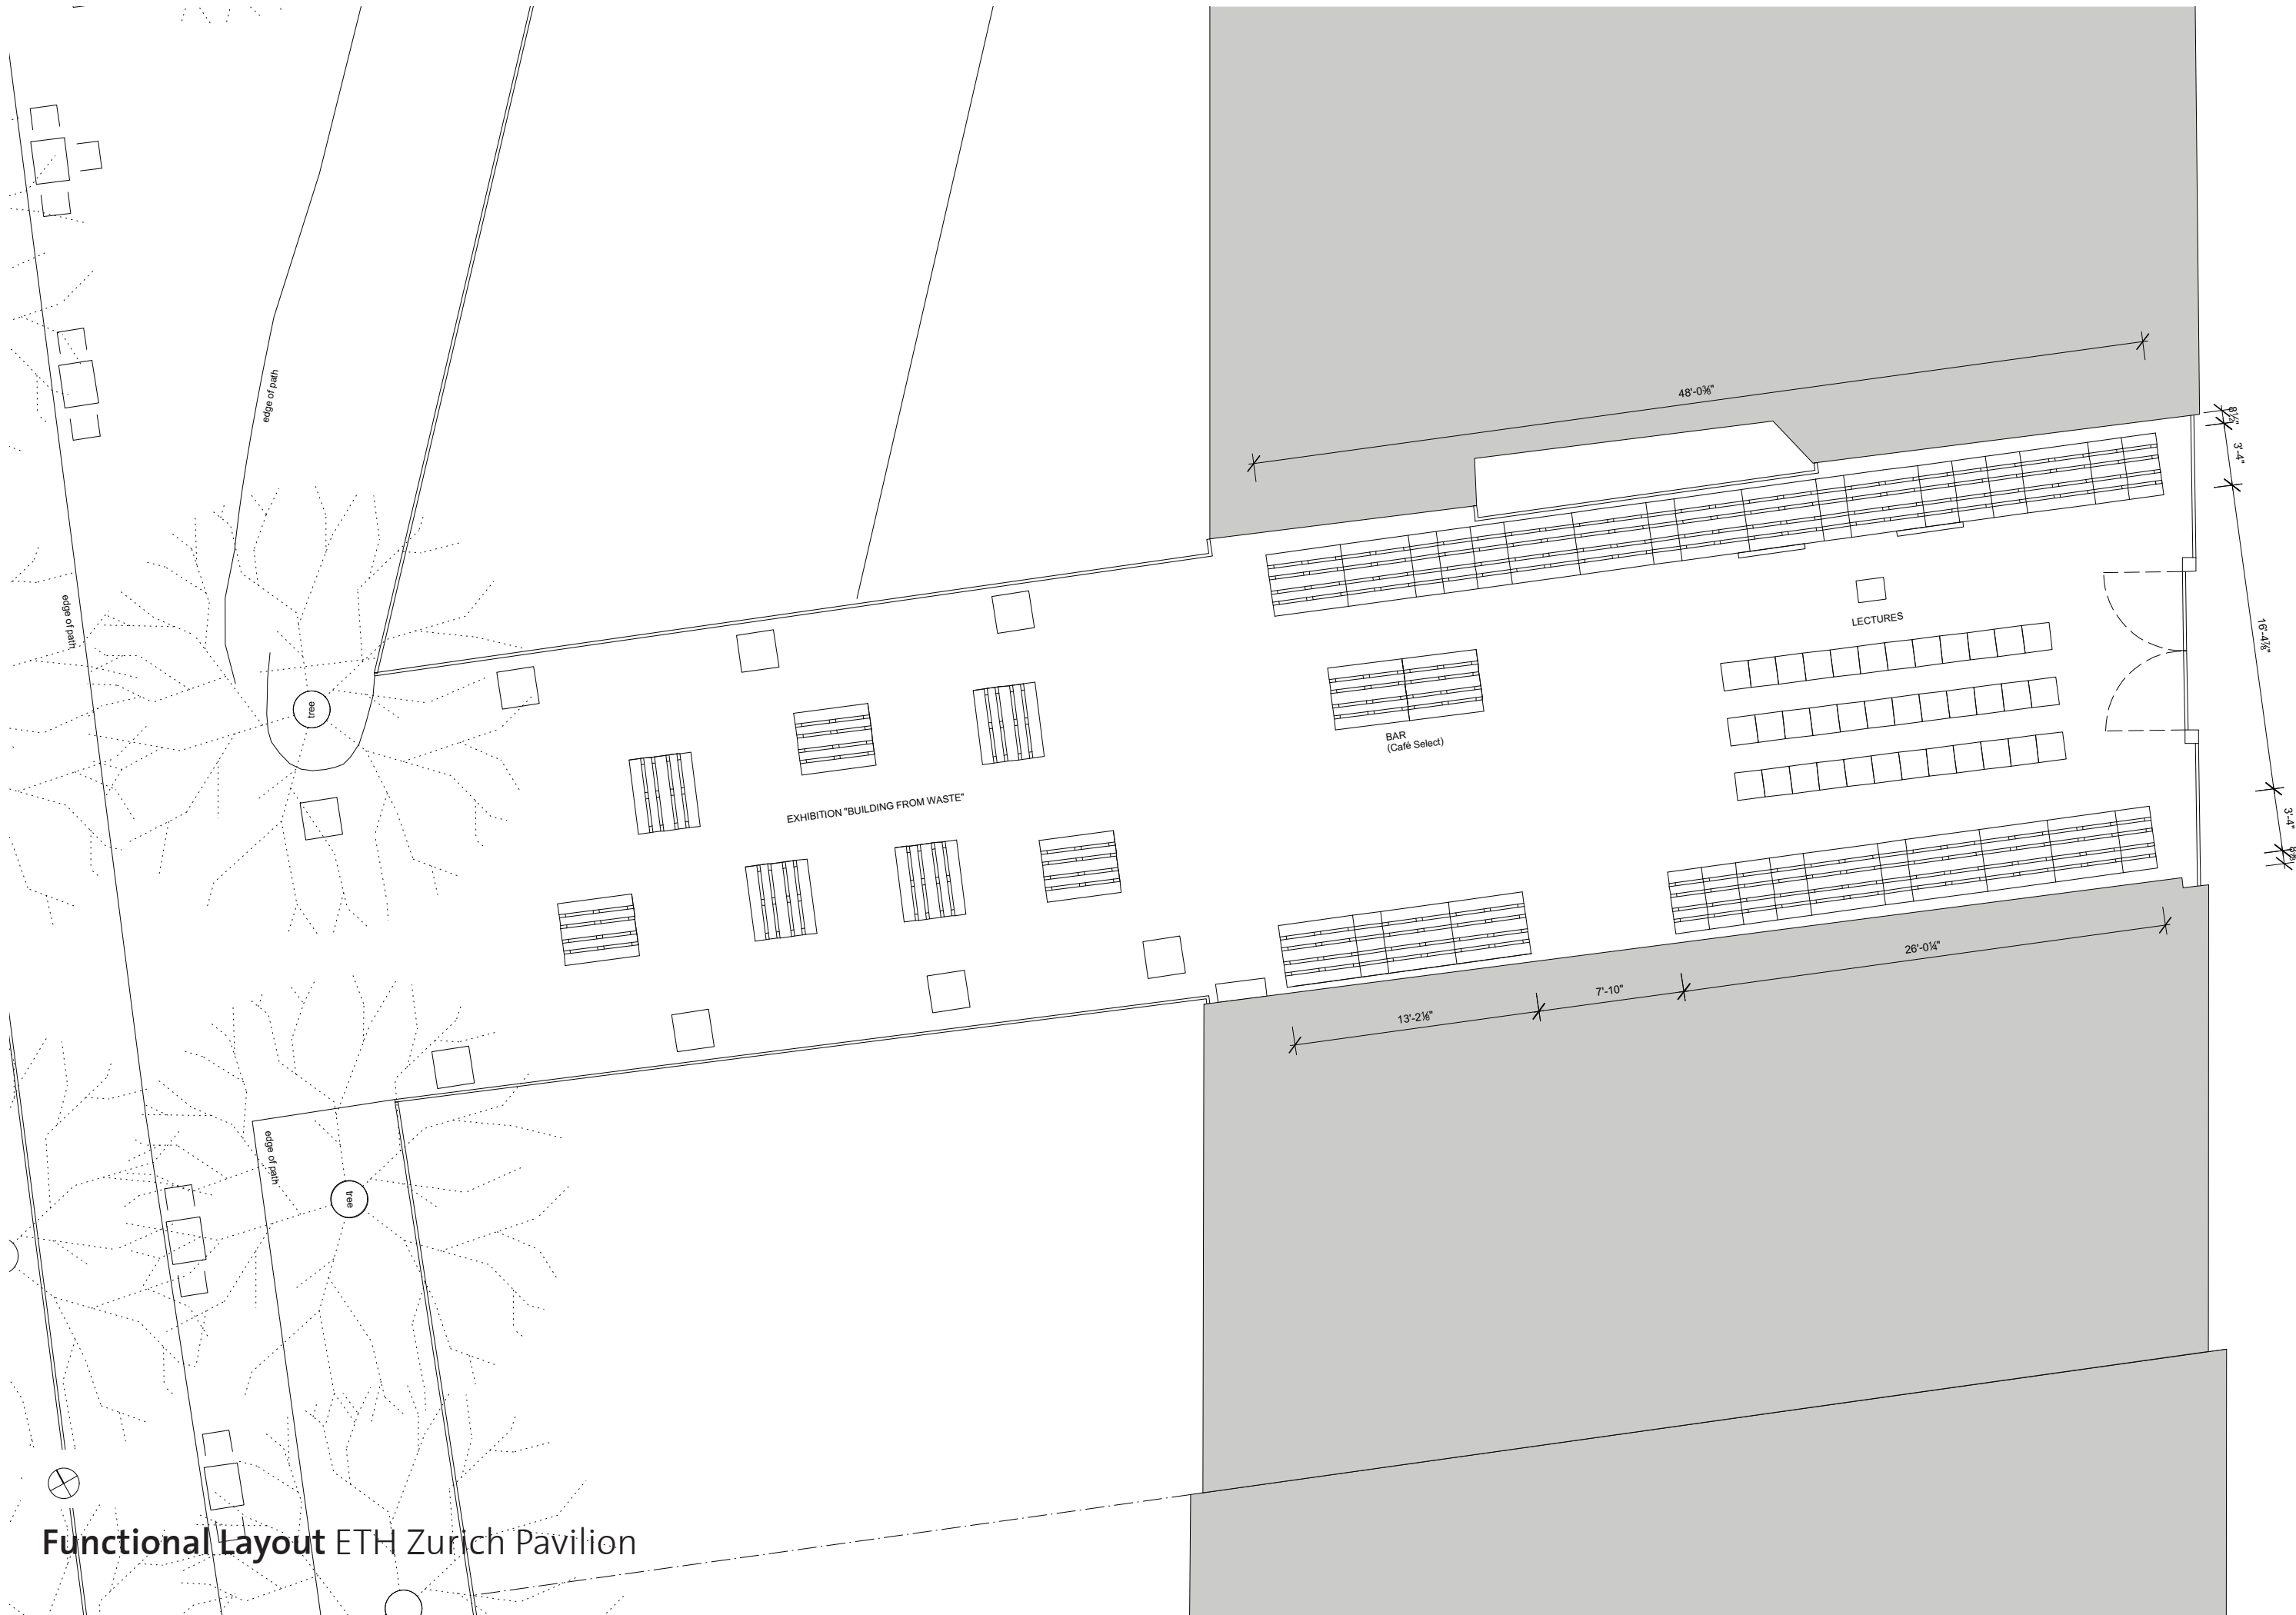 edge of path
48'-0⅜"
8½"
3'-4"
edge of path
tree
LECTURES
16'-4⅞"
BAR
(Café Select)
EXHIBITION "BUILDING FROM WASTE"
3'-4"
26'-0¼"
7'-10"
13'-2⅛"
edge of path
tree
Functional Layout ETH Zurich Pavilion